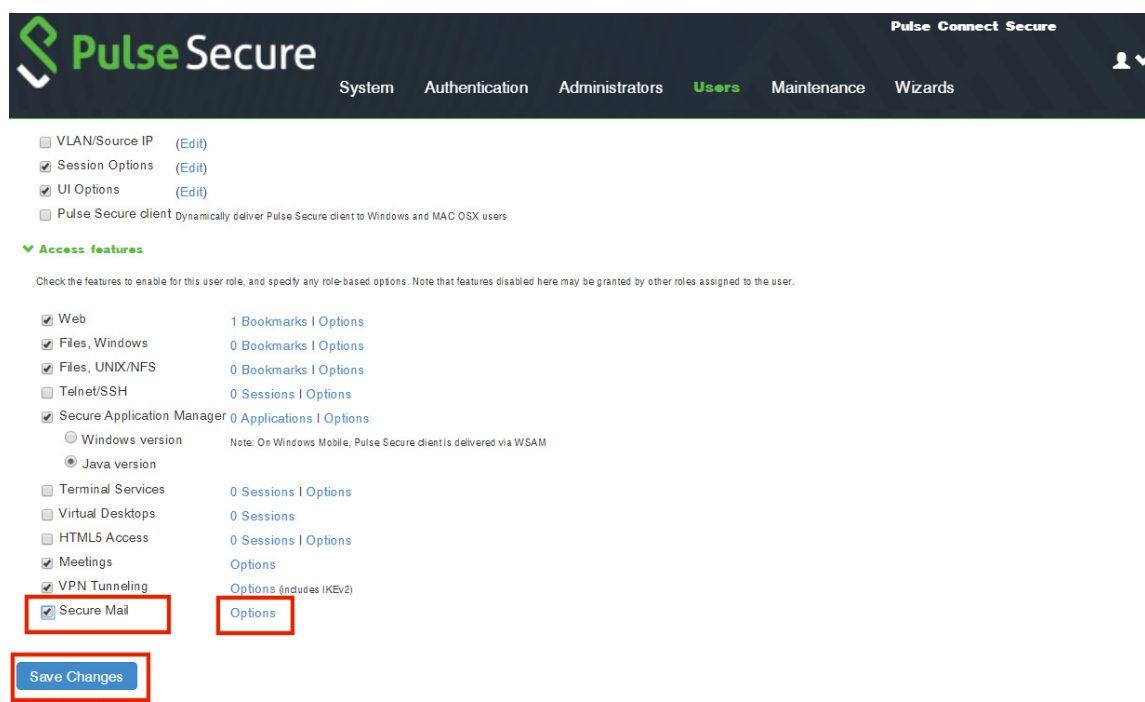 Pulse Connect Secure
Pulse Secure
System Authentication Administrators Users Maintenance Wizards
VLAN/Source IP (Edit)
Session Options (Edit)
UI Options (Edit)
Pulse Secure client Dynamically deliver Pulse Secure client to Windows and MAC OSX users
Access features
Check the features to enable for this user role, and specify any role-based options. Note that features disabled here may be granted by other roles assigned to the user.
Web 1 Bookmarks | Options
Files, Windows 0 Bookmarks | Options
Files, UNIX/NFS 0 Bookmarks | Options
Telnet/SSH 0 Sessions | Options
Secure Application Manager 0 Applications | Options
Windows version Note: On Windows Mobile, Pulse Secure client is delivered via WSAM
Java version
Terminal Services 0 Sessions | Options
Virtual Desktops 0 Sessions
HTML5 Access 0 Sessions | Options
Meetings Options
VPN Tunneling Options (includes IKEv2)
Secure Mail Options
Save Changes